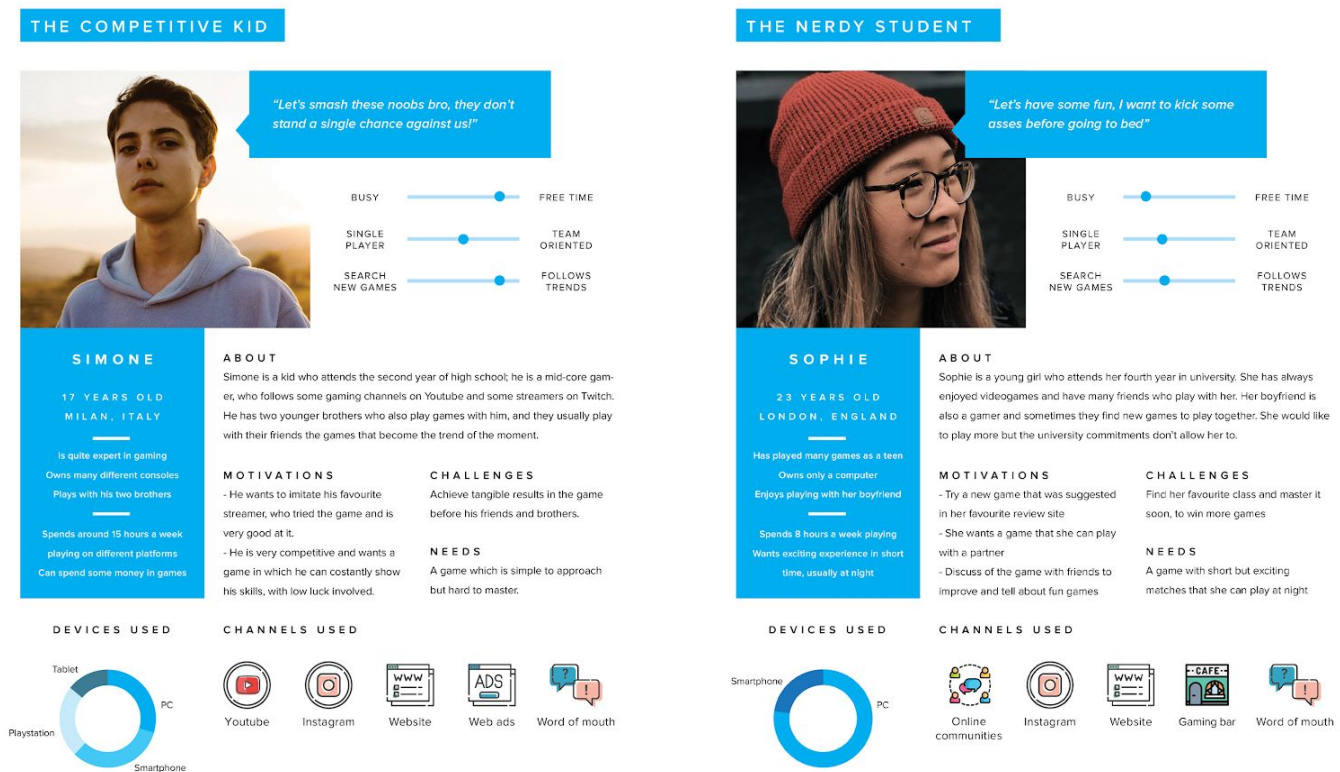 THE COMPETITIVE KID
“Let’s smash these noobs bro, they don’t
stand a single chance against us!”
BUSY
FREE TIME
SINGLE
PLAYER
TEAM
ORIENTED
SEARCH
NEW GAMES
FOLLOWS
TRENDS
SIMONE
17 YEARS OLD
MILAN, ITALY
Is quite expert in gaming
Owns many different consoles
Plays with his two brothers
Spends around 15 hours a week
playing on different platforms
Can spend some money in games
ABOUT
Simone is a kid who attends the second year of high school; he is a mid-core gam-
er, who follows some gaming channels on Youtube and some streamers on Twitch.
He has two younger brothers who also play games with him, and they usually play
with their friends the games that become the trend of the moment.
MOTIVATIONS
- He wants to imitate his favourite
streamer, who tried the game and is
very good at it.
- He is very competitive and wants a
game in which he can costantly show
his skills, with low luck involved.
CHALLENGES
Achieve tangible results in the game
before his friends and brothers.
NEEDS
A game which is simple to approach
but hard to master.
DEVICES USED
Tablet
PC
Playstation
Smartphone
CHANNELS USED
WWW
ADS
?
!
Youtube
Instagram
Website
Web ads
Word of mouth
THE NERDY STUDENT
“Let’s have some fun, I want to kick some
asses before going to bed”
BUSY
FREE TIME
SINGLE
PLAYER
TEAM
ORIENTED
SEARCH
NEW GAMES
FOLLOWS
TRENDS
SOPHIE
23 YEARS OLD
LONDON, ENGLAND
Has played many games as a teen
Owns only a computer
Enjoys playing with her boyfriend
Spends 8 hours a week playing
Wants exciting experience in short
time, usually at night
ABOUT
Sophie is a young girl who attends her fourth year in university. She has always
enjoyed videogames and have many friends who play with her. Her boyfriend is
also a gamer and sometimes they find new games to play together. She would like
to play more but the university commitments don’t allow her to.
MOTIVATIONS
- Try a new game that was suggested
in her favourite review site
- She wants a game that she can play
with a partner
- Discuss of the game with friends to
improve and tell about fun games
CHALLENGES
Find her favourite class and master it
soon, to win more games
NEEDS
A game with short but exciting
matches that she can play at night
DEVICES USED
Smartphone
PC
CHANNELS USED
WWW
CAFE
?
!
Online
communities
Instagram
Website
Gaming bar
Word of mouth